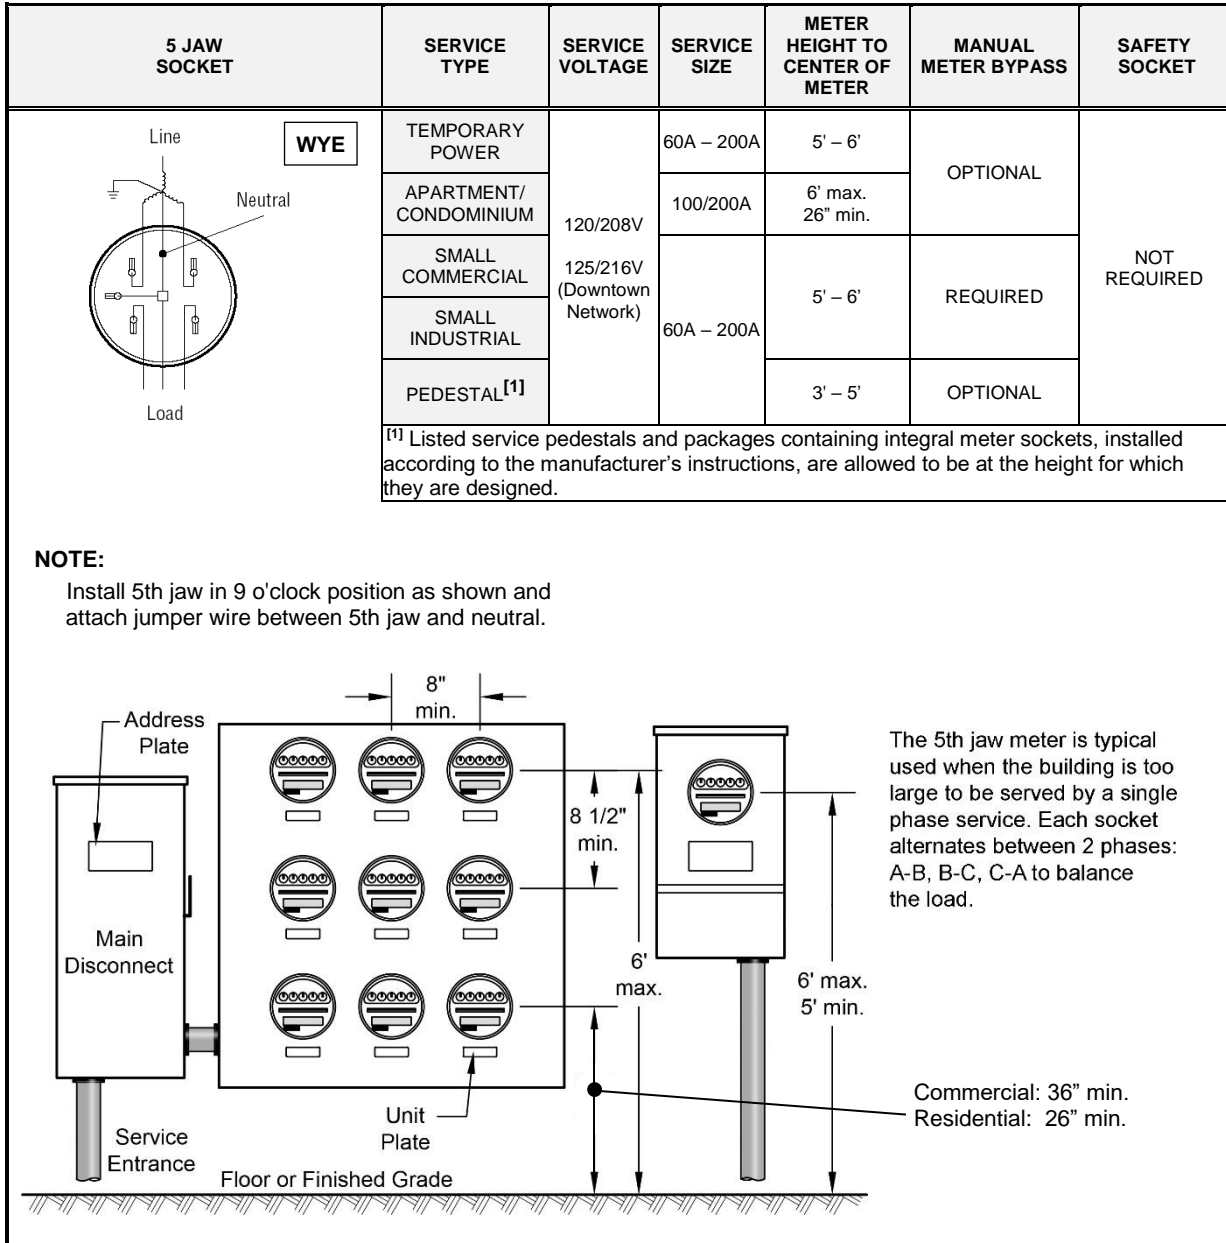 5 JAW
SOCKET
SERVICE
TYPE
SERVICE
VOLTAGE
SERVICE
SIZE
METER
HEIGHT TO
CENTER OF
METER
MANUAL
METER BYPASS
SAFETY
SOCKET
Line
WYE
Neutral
Load
TEMPORARY
POWER
120/208V
125/216V
(Downtown
Network)
60A – 200A
5' – 6'
OPTIONAL
NOT
REQUIRED
APARTMENT/
CONDOMINIUM
100/200A
6’ max.
26” min.
SMALL
COMMERCIAL
60A – 200A
5’ – 6’
REQUIRED
SMALL
INDUSTRIAL
PEDESTAL[1]
3’ – 5’
OPTIONAL
[1] Listed service pedestals and packages containing integral meter sockets, installed
according to the manufacturer’s instructions, are allowed to be at the height for which
they are designed.
NOTE:
Install 5th jaw in 9 o'clock position as shown and
attach jumper wire between 5th jaw and neutral.
8"
min.
Address
Plate
8 1/2"
min.
The 5th jaw meter is typical
used when the building is too
large to be served by a single
phase service. Each socket
alternates between 2 phases:
A-B, B-C, C-A to balance
the load.
Main
Disconnect
6'
max.
6' max.
5' min.
Commercial: 36” min.
Residential: 26” min.
Unit
Plate
Service
Entrance
Floor or Finished Grade